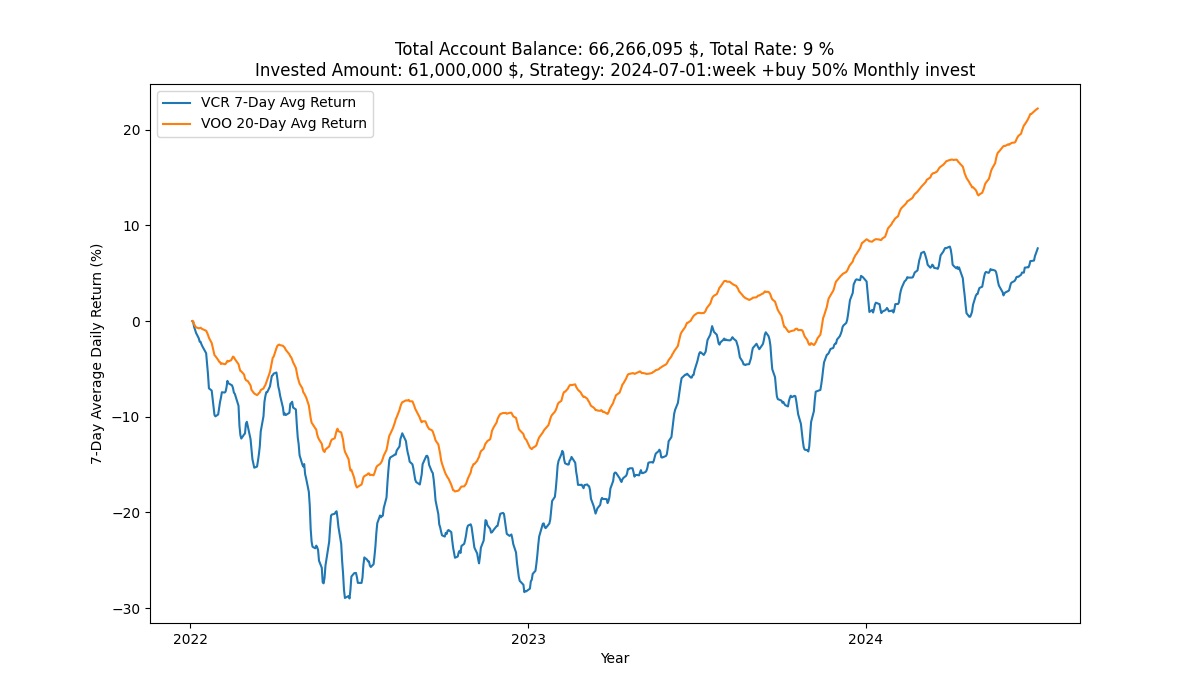 Total Account Balance: 66,266,095 $, Total Rate: 9 %
Invested Amount: 61,000,000 $, Strategy: 2024-07-01:week +buy 50% Monthly invest
VCR 7-Day Avg Return
VOO 20-Day Avg Return
7-Day Average Daily Return (%)
20
10
0
−10
−20
−30
2022
2023
2024
Year